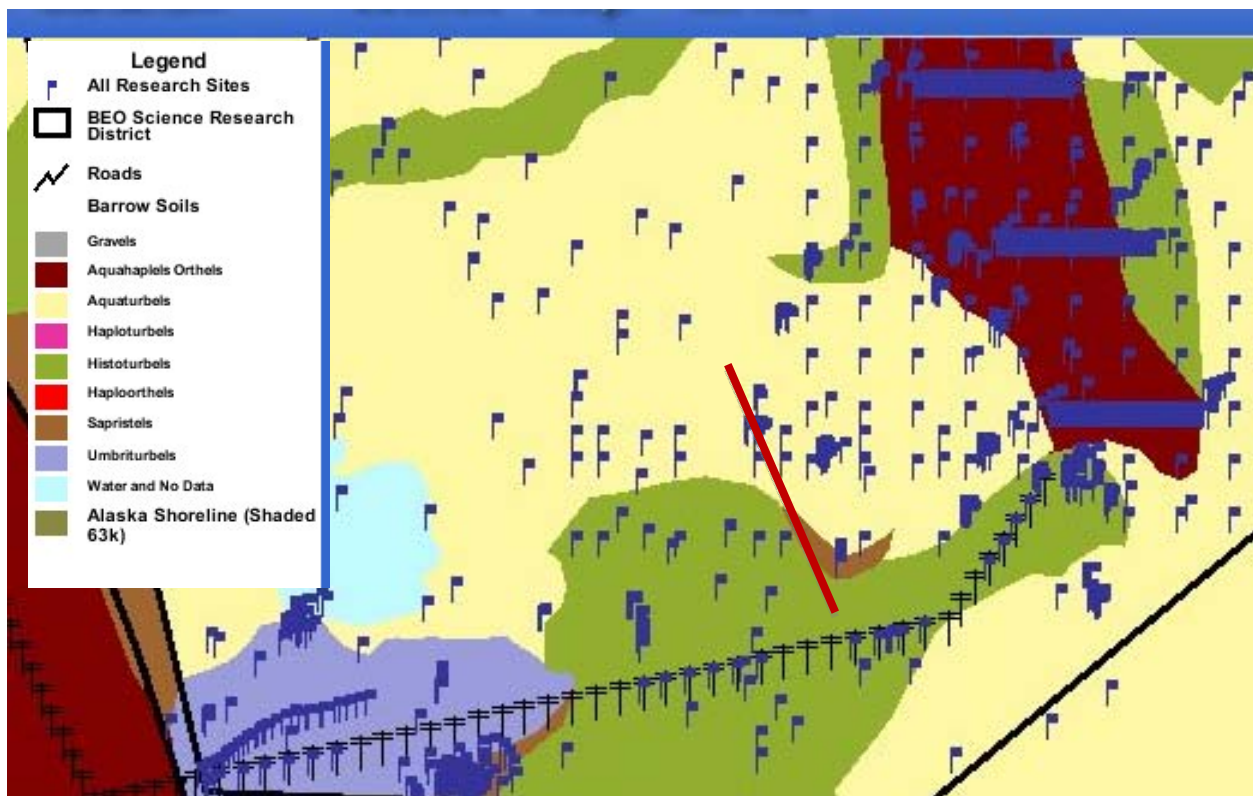 Legend
All Research Sites
BEO Science Research
District
Roads
Barrow Soils
Gravels
Aquahaplels Orthels
Aquaturbels
Haploturbels
Histoturbels
Haploorthels
Sapristels
Umbriturbels
Water and No Data
Alaska Shoreline (Shaded
63k)